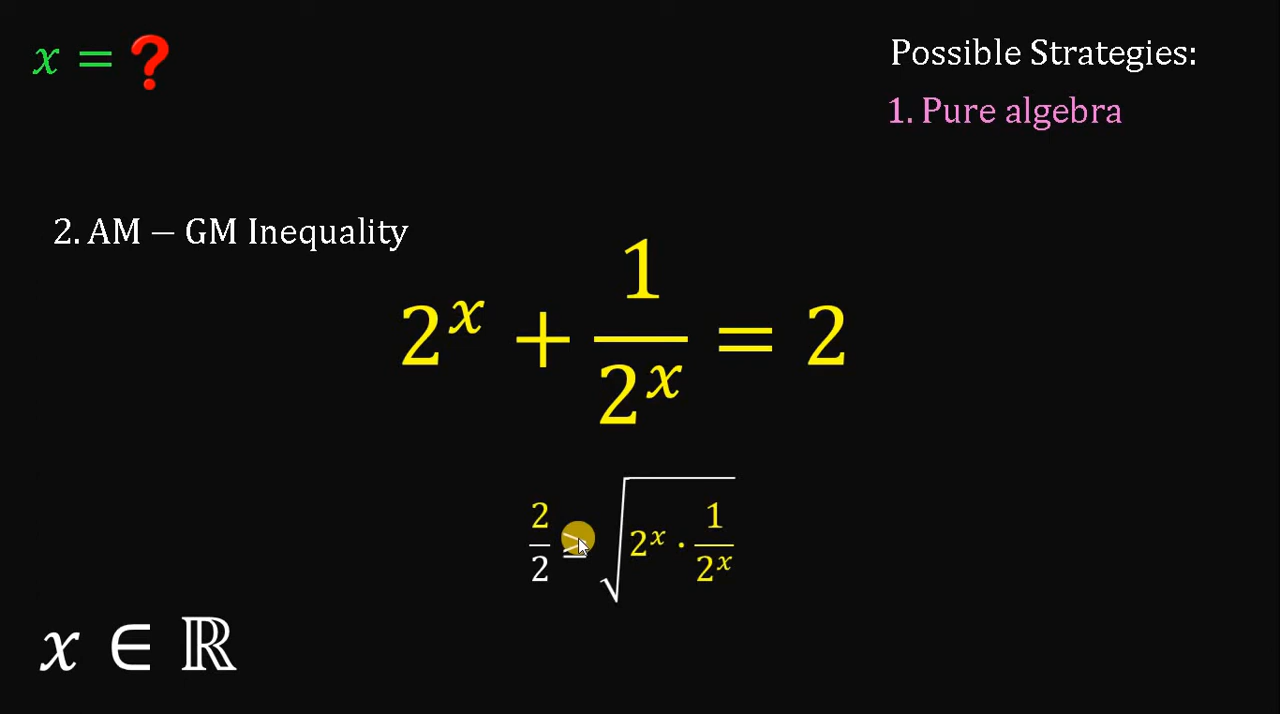 x = ❓
Possible Strategies:
1. Pure algebra
2. AM − GM Inequality
2^x + 1/2^x = 2
2/2 ≥ √(2^x · 1/2^x)
x ∈ ℝ